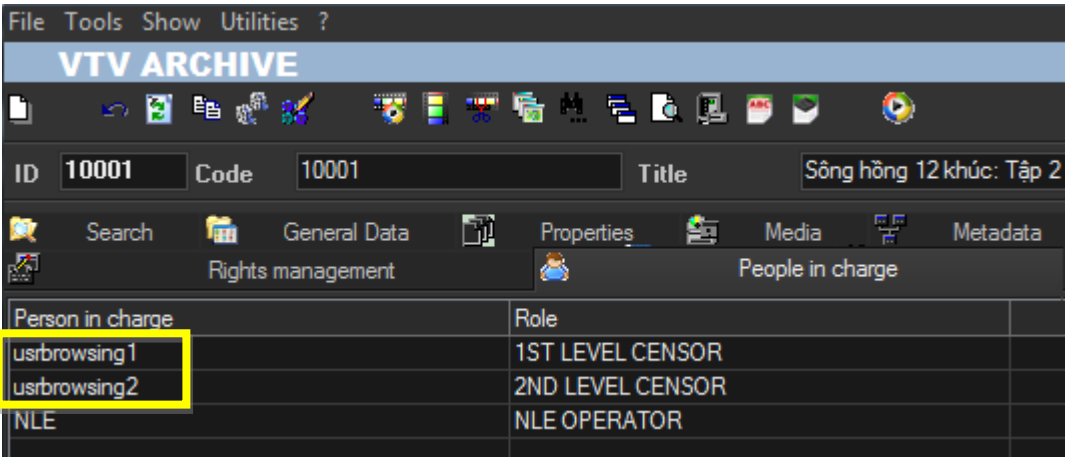 File Tools Show Utilities ?
VTV ARCHIVE
ABC
ID 10001 Code 10001 Title Sông hồng 12 khúc: Tập 2
Search General Data Properties Media Metadata
Rights management People in charge
Person in charge Role
usrbrowsing1 1ST LEVEL CENSOR
usrbrowsing2 2ND LEVEL CENSOR
NLE NLE OPERATOR